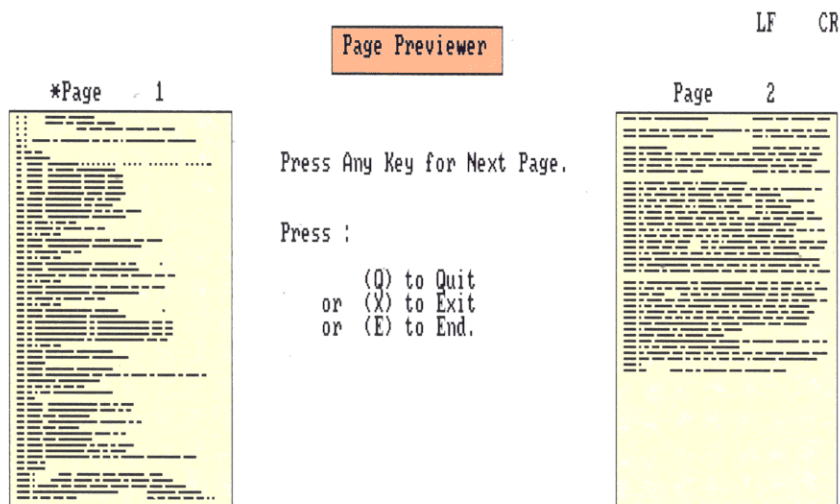 LF CR
Page Previewer
*Page 1
Page 2
Press Any Key for Next Page.
Press :
(Q) to Quit
or (X) to Exit
or (E) to End.